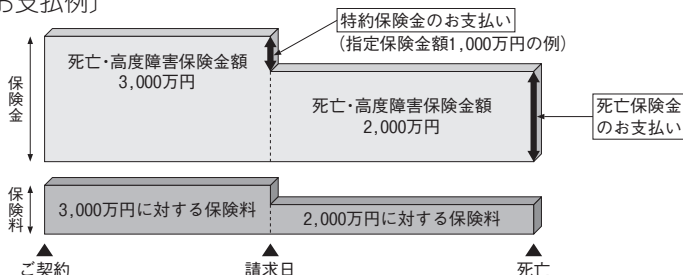 お支払例〕
特約保険金のお支払い
(指定保険金額1,000万円の例)
保険金
死亡・高度障害保険金額
3,000万円
死亡・高度障害保険金額
2,000万円
死亡保険金
のお支払い
保険料
3,000万円に対する保険料
2,000万円に対する保険料
ご契約
請求日
死亡